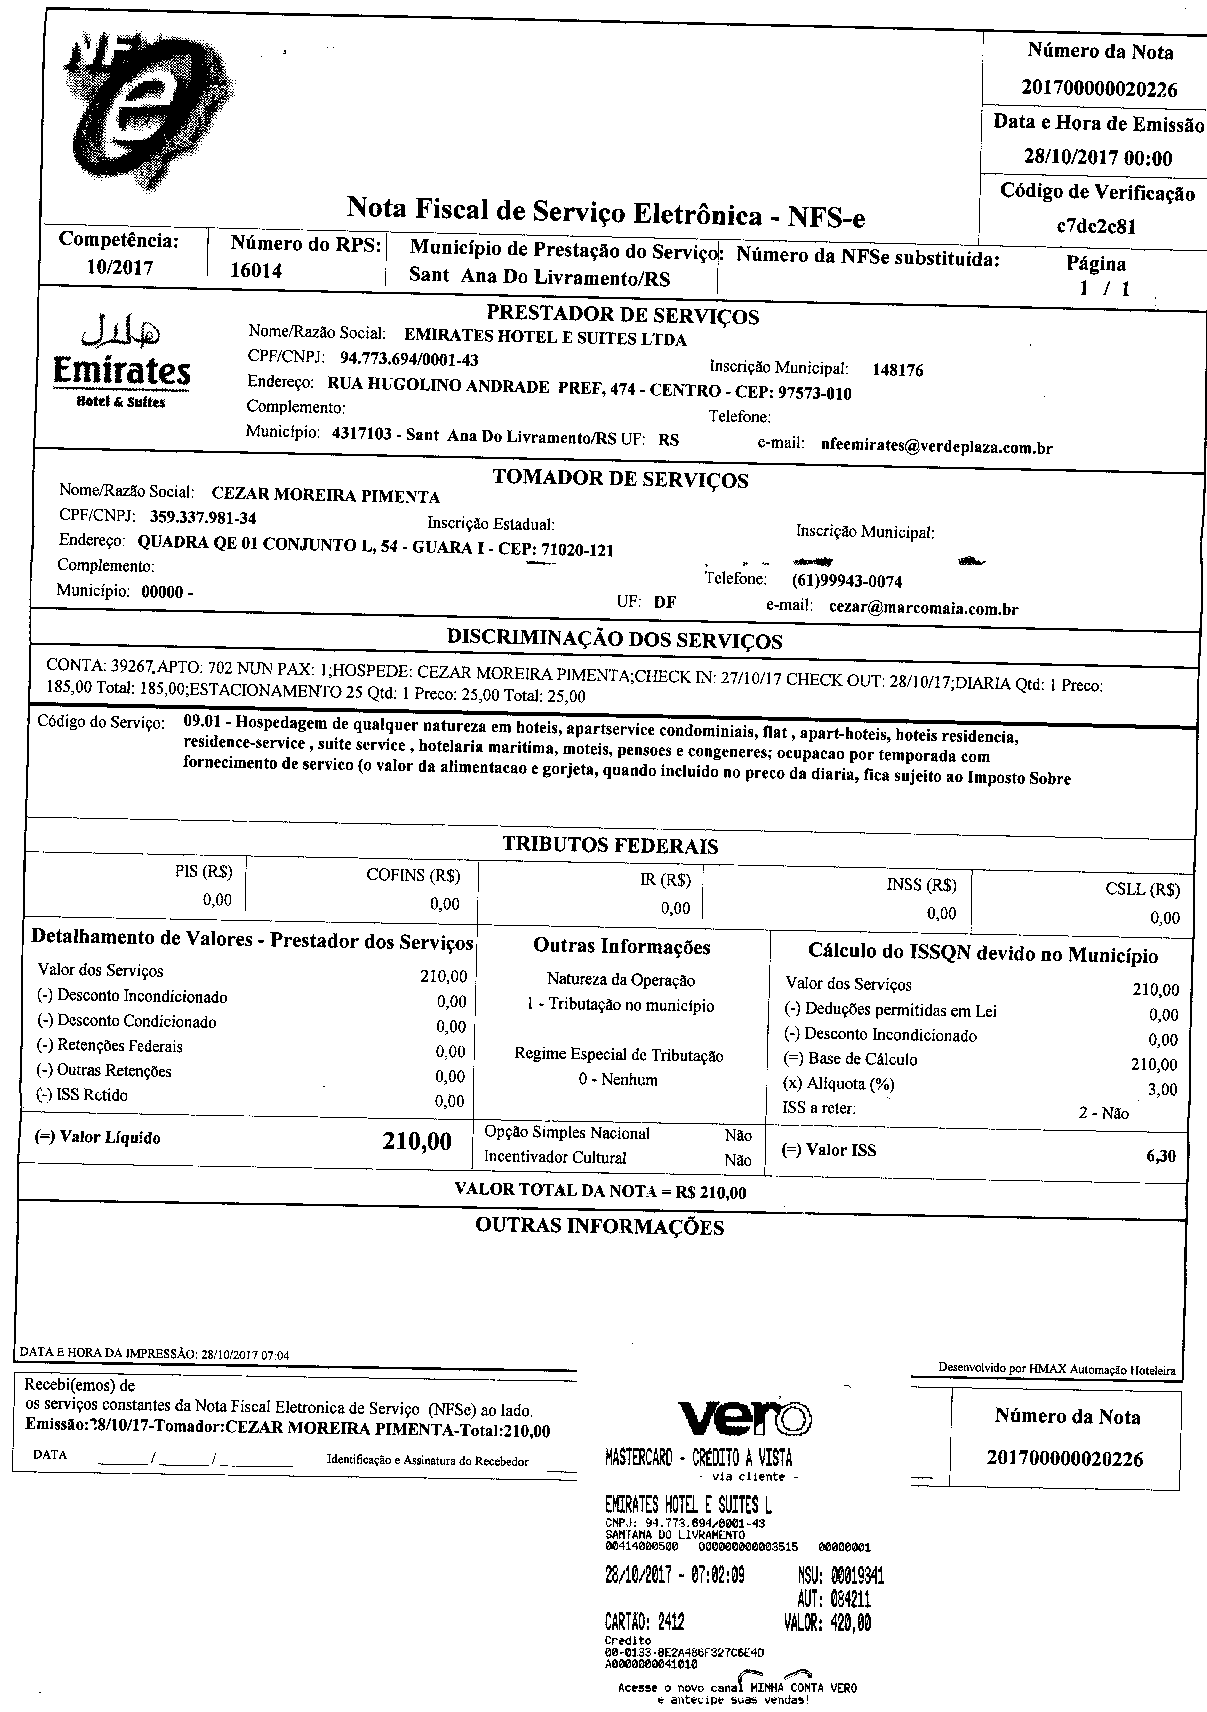 NF e
Número da Nota
201700000020226
Data e Hora de Emissão
28/10/2017 00:00
Código de Verificação
c7dc2c81
Nota Fiscal de Serviço Eletrônica - NFS-e
Competência:
10/2017
Número do RPS:
16014
Município de Prestação do Serviço:
Sant Ana Do Livramento/RS
Número da NFSe substituída:
Página
1 / 1
PRESTADOR DE SERVIÇOS
Emirates
Hotel & Suítes
Nome/Razão Social: EMIRATES HOTEL E SUITES LTDA
CPF/CNPJ: 94.773.694/0001-43 Inscrição Municipal: 148176
Endereço: RUA HUGOLINO ANDRADE PREF, 474 - CENTRO - CEP: 97573-010
Complemento: Telefone:
Município: 4317103 - Sant Ana Do Livramento/RS UF: RS e-mail: nfeemirates@verdeplaza.com.br
TOMADOR DE SERVIÇOS
Nome/Razão Social: CEZAR MOREIRA PIMENTA
CPF/CNPJ: 359.337.981-34 Inscrição Estadual: Inscrição Municipal:
Endereço: QUADRA QE 01 CONJUNTO L, 54 - GUARA I - CEP: 71020-121
Complemento: Telefone: (61)99943-0074
Município: 00000 - UF: DF e-mail: cezar@marcomaia.com.br
DISCRIMINAÇÃO DOS SERVIÇOS
CONTA: 39267,APTO: 702 NUN PAX: 1;HOSPEDE: CEZAR MOREIRA PIMENTA;CHECK IN: 27/10/17 CHECK OUT: 28/10/17;DIARIA Qtd: 1 Preco:
185,00 Total: 185,00;ESTACIONAMENTO 25 Qtd: 1 Preco: 25,00 Total: 25,00
Código do Serviço: 09.01 - Hospedagem de qualquer natureza em hoteis, apartservice condominiais, flat , apart-hoteis, hoteis residencia,
residence-service , suite service , hotelaria maritima, moteis, pensoes e congeneres; ocupacao por temporada com
fornecimento de servico (o valor da alimentacao e gorjeta, quando incluido no preco da diaria, fica sujeito ao Imposto Sobre
TRIBUTOS FEDERAIS
PIS (R$) COFINS (R$) IR (R$) INSS (R$) CSLL (R$)
0,00 0,00 0,00 0,00 0,00
Detalhamento de Valores - Prestador dos Serviços
Valor dos Serviços 210,00
(-) Desconto Incondicionado 0,00
(-) Desconto Condicionado 0,00
(-) Retenções Federais 0,00
(-) Outras Retenções 0,00
(-) ISS Retido 0,00
(=) Valor Líquido 210,00
Outras Informações
Natureza da Operação
1 - Tributação no município
Regime Especial de Tributação
0 - Nenhum
Opção Simples Nacional Não
Incentivador Cultural Não
Cálculo do ISSQN devido no Município
Valor dos Serviços 210,00
(-) Deduções permitidas em Lei 0,00
(-) Desconto Incondicionado 0,00
(=) Base de Cálculo 210,00
(x) Alíquota (%) 3,00
ISS a reter: 2 - Não
(=) Valor ISS 6,30
VALOR TOTAL DA NOTA = R$ 210,00
OUTRAS INFORMAÇÕES
DATA E HORA DA IMPRESSÃO: 28/10/2017 07:04
Desenvolvido por HMAX Automação Hoteleira
Recebi(emos) de
os serviços constantes da Nota Fiscal Eletronica de Serviço (NFSe) ao lado.
Emissão:28/10/17-Tomador:CEZAR MOREIRA PIMENTA-Total:210,00
DATA ____/____/______ Identificação e Assinatura do Recebedor
Número da Nota
201700000020226
vero
MASTERCARD - CREDITO A VISTA
- via cliente -
EMIRATES HOTEL E SUITES L
CNPJ: 94.773.694/0001-43
SANTANA DO LIVRAMENTO
00414000500 000000000003515 00000001
28/10/2017 - 07:02:09 NSU: 00019341
AUT: 084211
CARTAO: 2412 VALOR: 420,00
Credito
00-0133-8E2A486F327C6E4D
A0000000041010
Acesse o novo canal MINHA CONTA VERO
e antecipe suas vendas!